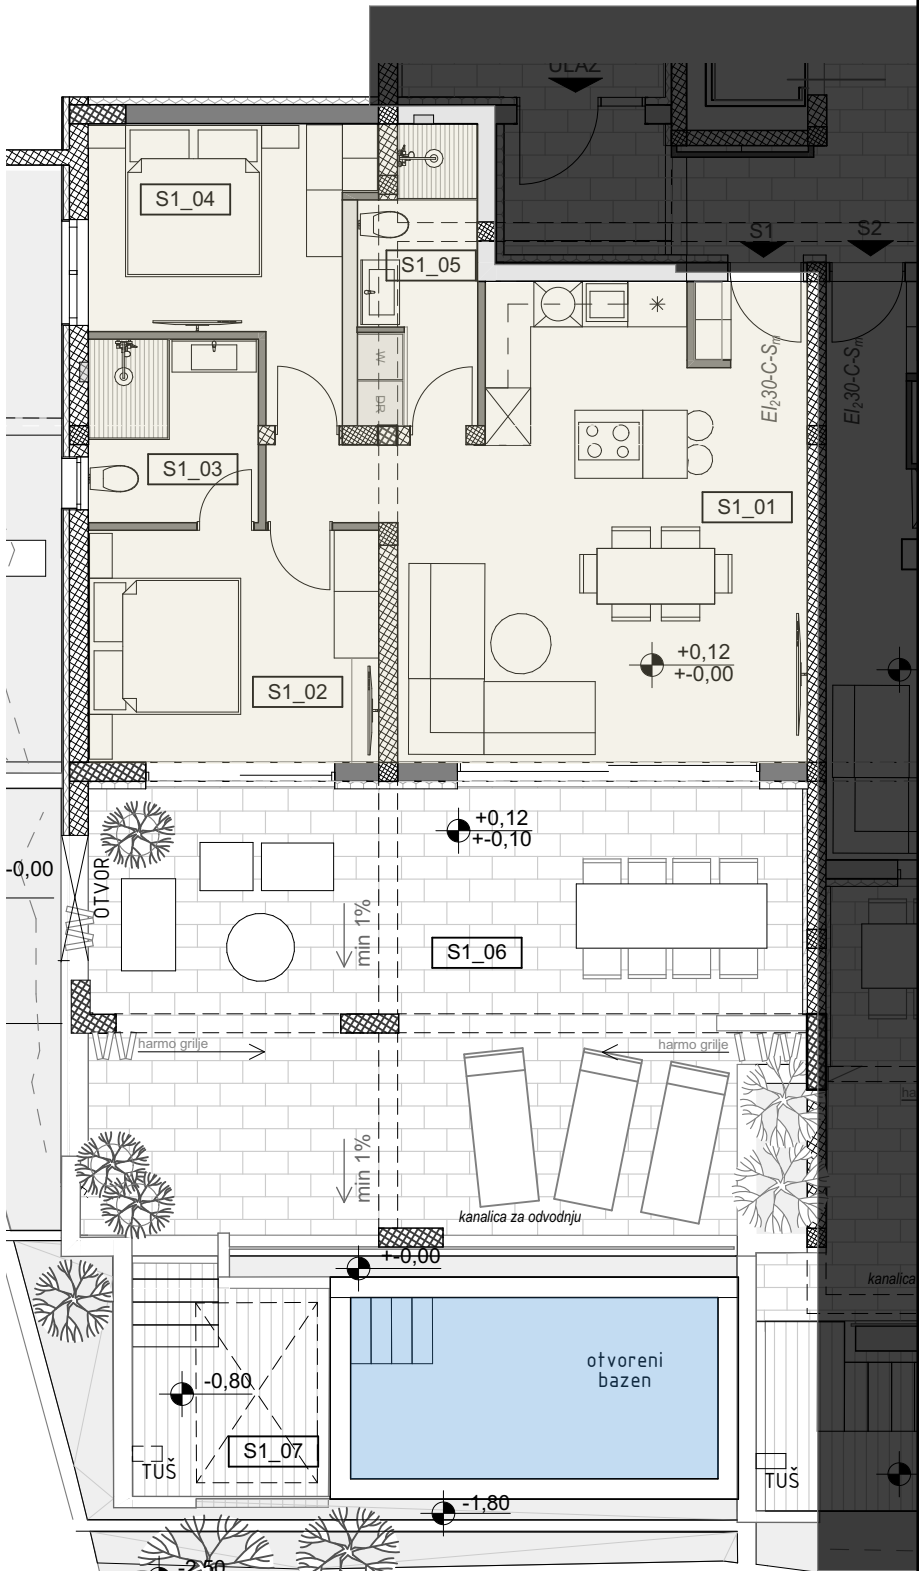 ULAZ
S1_04
S1
S2
S1_05
EI₂30-C-Sm
EI₂30-C-Sm
W
DR
S1_03
S1_01
+0,12
+-0,00
S1_02
+0,12
+-0,10
-0,00
OTVOR
min 1%
S1_06
harmo grilje
harmo grilje
ha
min 1%
kanalica za odvodnju
+-0,00
kanalica
otvoreni
bazen
-0,80
S1_07
TUŠ
TUŠ
-1,80
-2,50